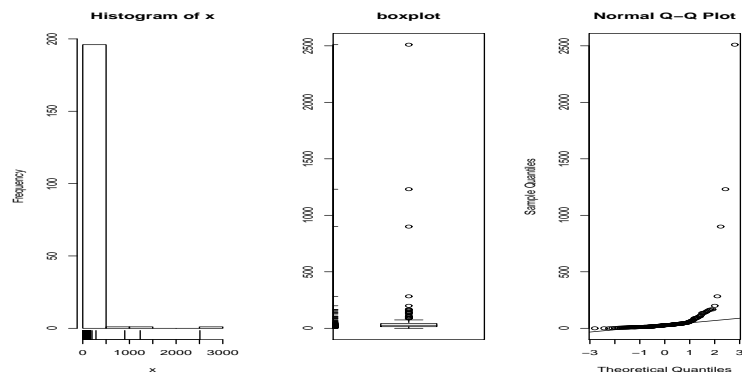 Histogram of x
Frequency
200
150
100
50
0
0 1000 2000 3000
x
boxplot
2500
2000
1500
1000
500
0
Normal Q−Q Plot
Sample Quantiles
2500
2000
1500
1000
500
0
−3 −1 0 1 2 3
Theoretical Quantiles